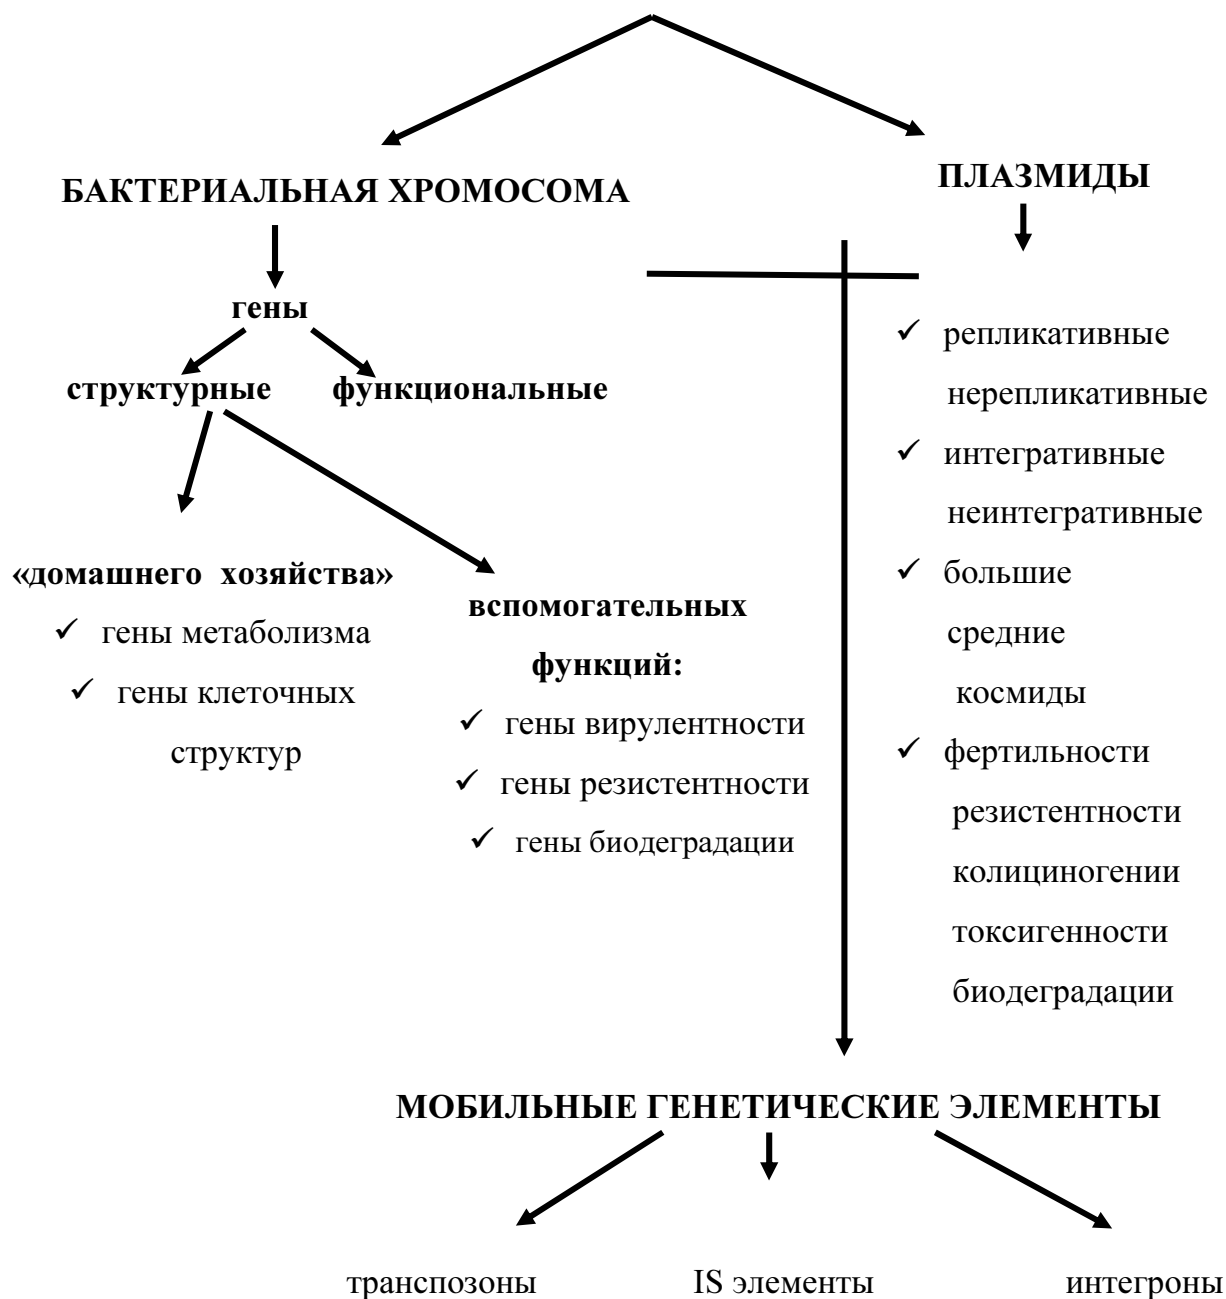 БАКТЕРИАЛЬНАЯ ХРОМОСОМА
ПЛАЗМИДЫ
гены
структурные
функциональные
«домашнего хозяйства»
✓ гены метаболизма
✓ гены клеточных
структур
вспомогательных
функций:
✓ гены вирулентности
✓ гены резистентности
✓ гены биодеградации
✓ репликативные
нерепликативные
✓ интегративные
неинтегративные
✓ большие
средние
космиды
✓ фертильности
резистентности
колициногении
токсигенности
биодеградации
МОБИЛЬНЫЕ ГЕНЕТИЧЕСКИЕ ЭЛЕМЕНТЫ
транспозоны
IS элементы
интегроны